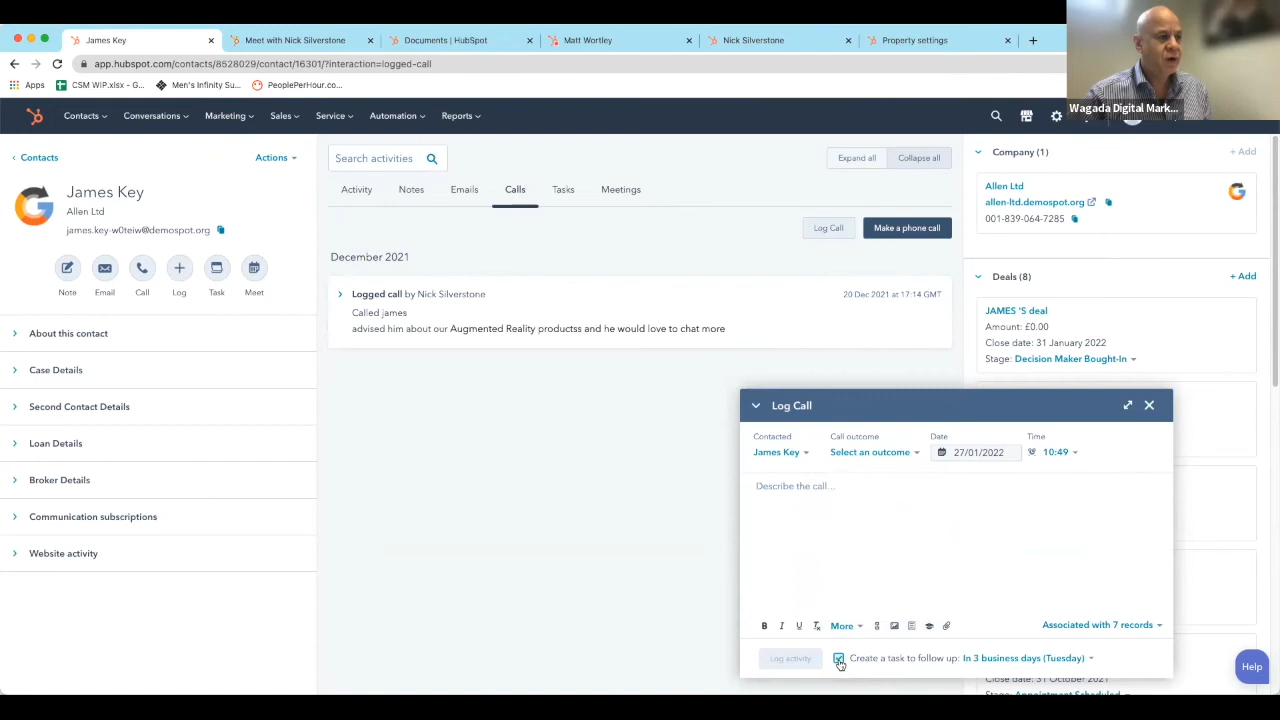 James Key
Meet with Nick Silverstone
Documents | HubSpot
Matt Wortley
Nick Silverstone
Property settings
app.hubspot.com/contacts/8528029/contact/16301/?interaction=logged-call
Apps
CSM WIP.xlsx - G...
Men's Infinity Su...
PeoplePerHour.co...
Wagada Digital Mark...
Contacts
Conversations
Marketing
Sales
Service
Automation
Reports
Contacts
Actions
James Key
Allen Ltd
james.key-w0teiw@demospot.org
Note
Email
Call
Log
Task
Meet
About this contact
Case Details
Second Contact Details
Loan Details
Broker Details
Communication subscriptions
Website activity
Search activities
Expand all
Collapse all
Activity
Notes
Emails
Calls
Tasks
Meetings
Log Call
Make a phone call
December 2021
Logged call by Nick Silverstone
20 Dec 2021 at 17:14 GMT
Called james
advised him about our Augmented Reality productss and he would love to chat more
Company (1)
+ Add
Allen Ltd
allen-ltd.demospot.org
001-839-064-7285
Deals (8)
+ Add
JAMES 'S deal
Amount: £0.00
Close date: 31 January 2022
Stage: Decision Maker Bought-In
Log Call
Contacted
Call outcome
Date
Time
James Key
Select an outcome
27/01/2022
10:49
Describe the call...
B I U Tx More
Associated with 7 records
Log activity
Create a task to follow up: In 3 business days (Tuesday)
Close date: 31 October 2021
Stage: Appointment Scheduled
Help